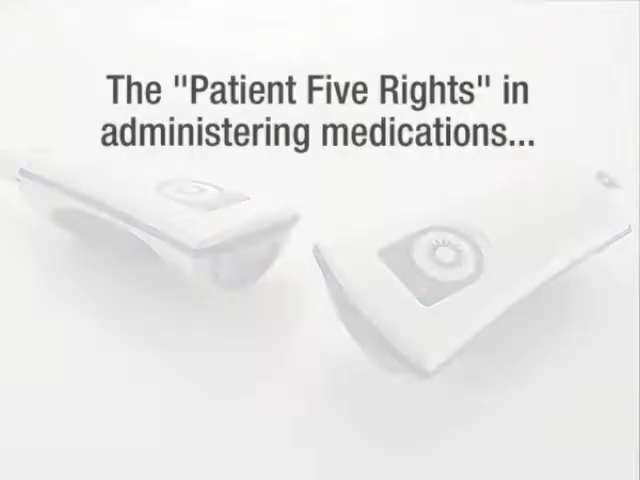 The "Patient Five Rights" in
administering medications...